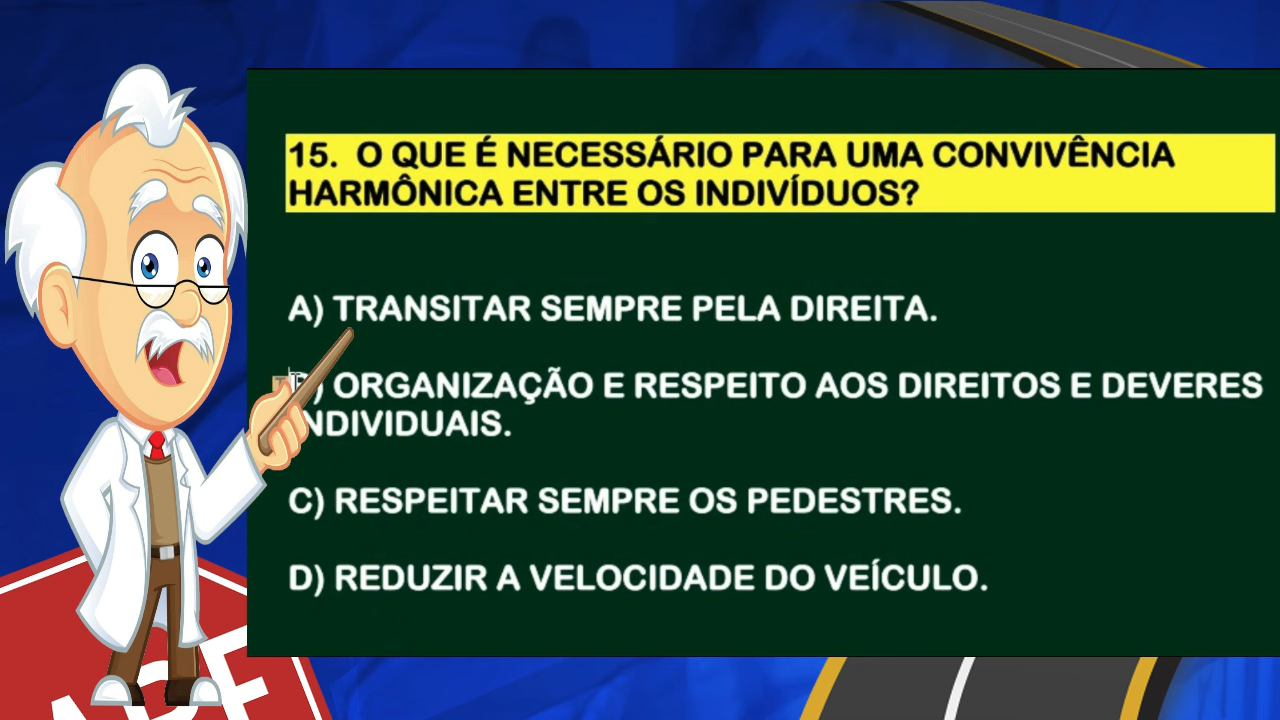 15. O QUE É NECESSÁRIO PARA UMA CONVIVÊNCIA
HARMÔNICA ENTRE OS INDIVÍDUOS?
A) TRANSITAR SEMPRE PELA DIREITA.
) ORGANIZAÇÃO E RESPEITO AOS DIREITOS E DEVERES
NDIVIDUAIS.
C) RESPEITAR SEMPRE OS PEDESTRES.
D) REDUZIR A VELOCIDADE DO VEÍCULO.